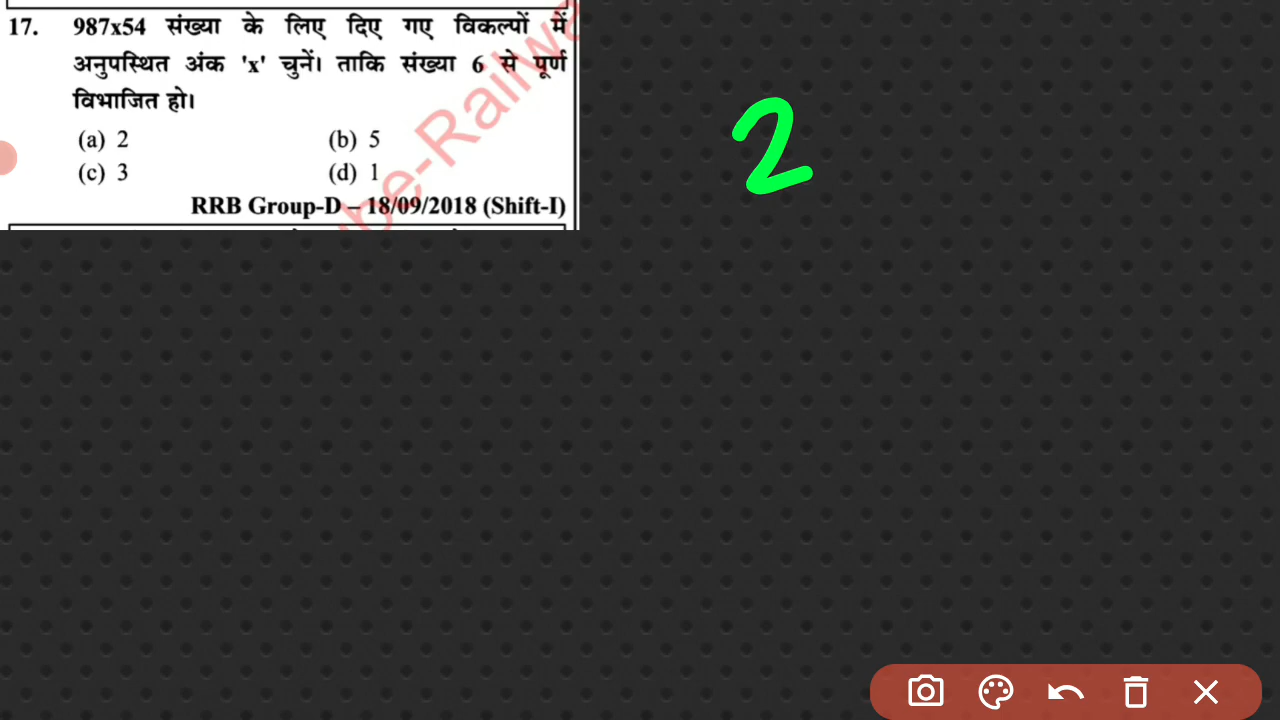 17. 987x54 संख्या के लिए दिए गए विकल्पों में
अनुपस्थित अंक 'x' चुनें। ताकि संख्या 6 से पूर्ण
विभाजित हो।
(a) 2 (b) 5
(c) 3 (d) 1
RRB Group-D – 18/09/2018 (Shift-I)
2